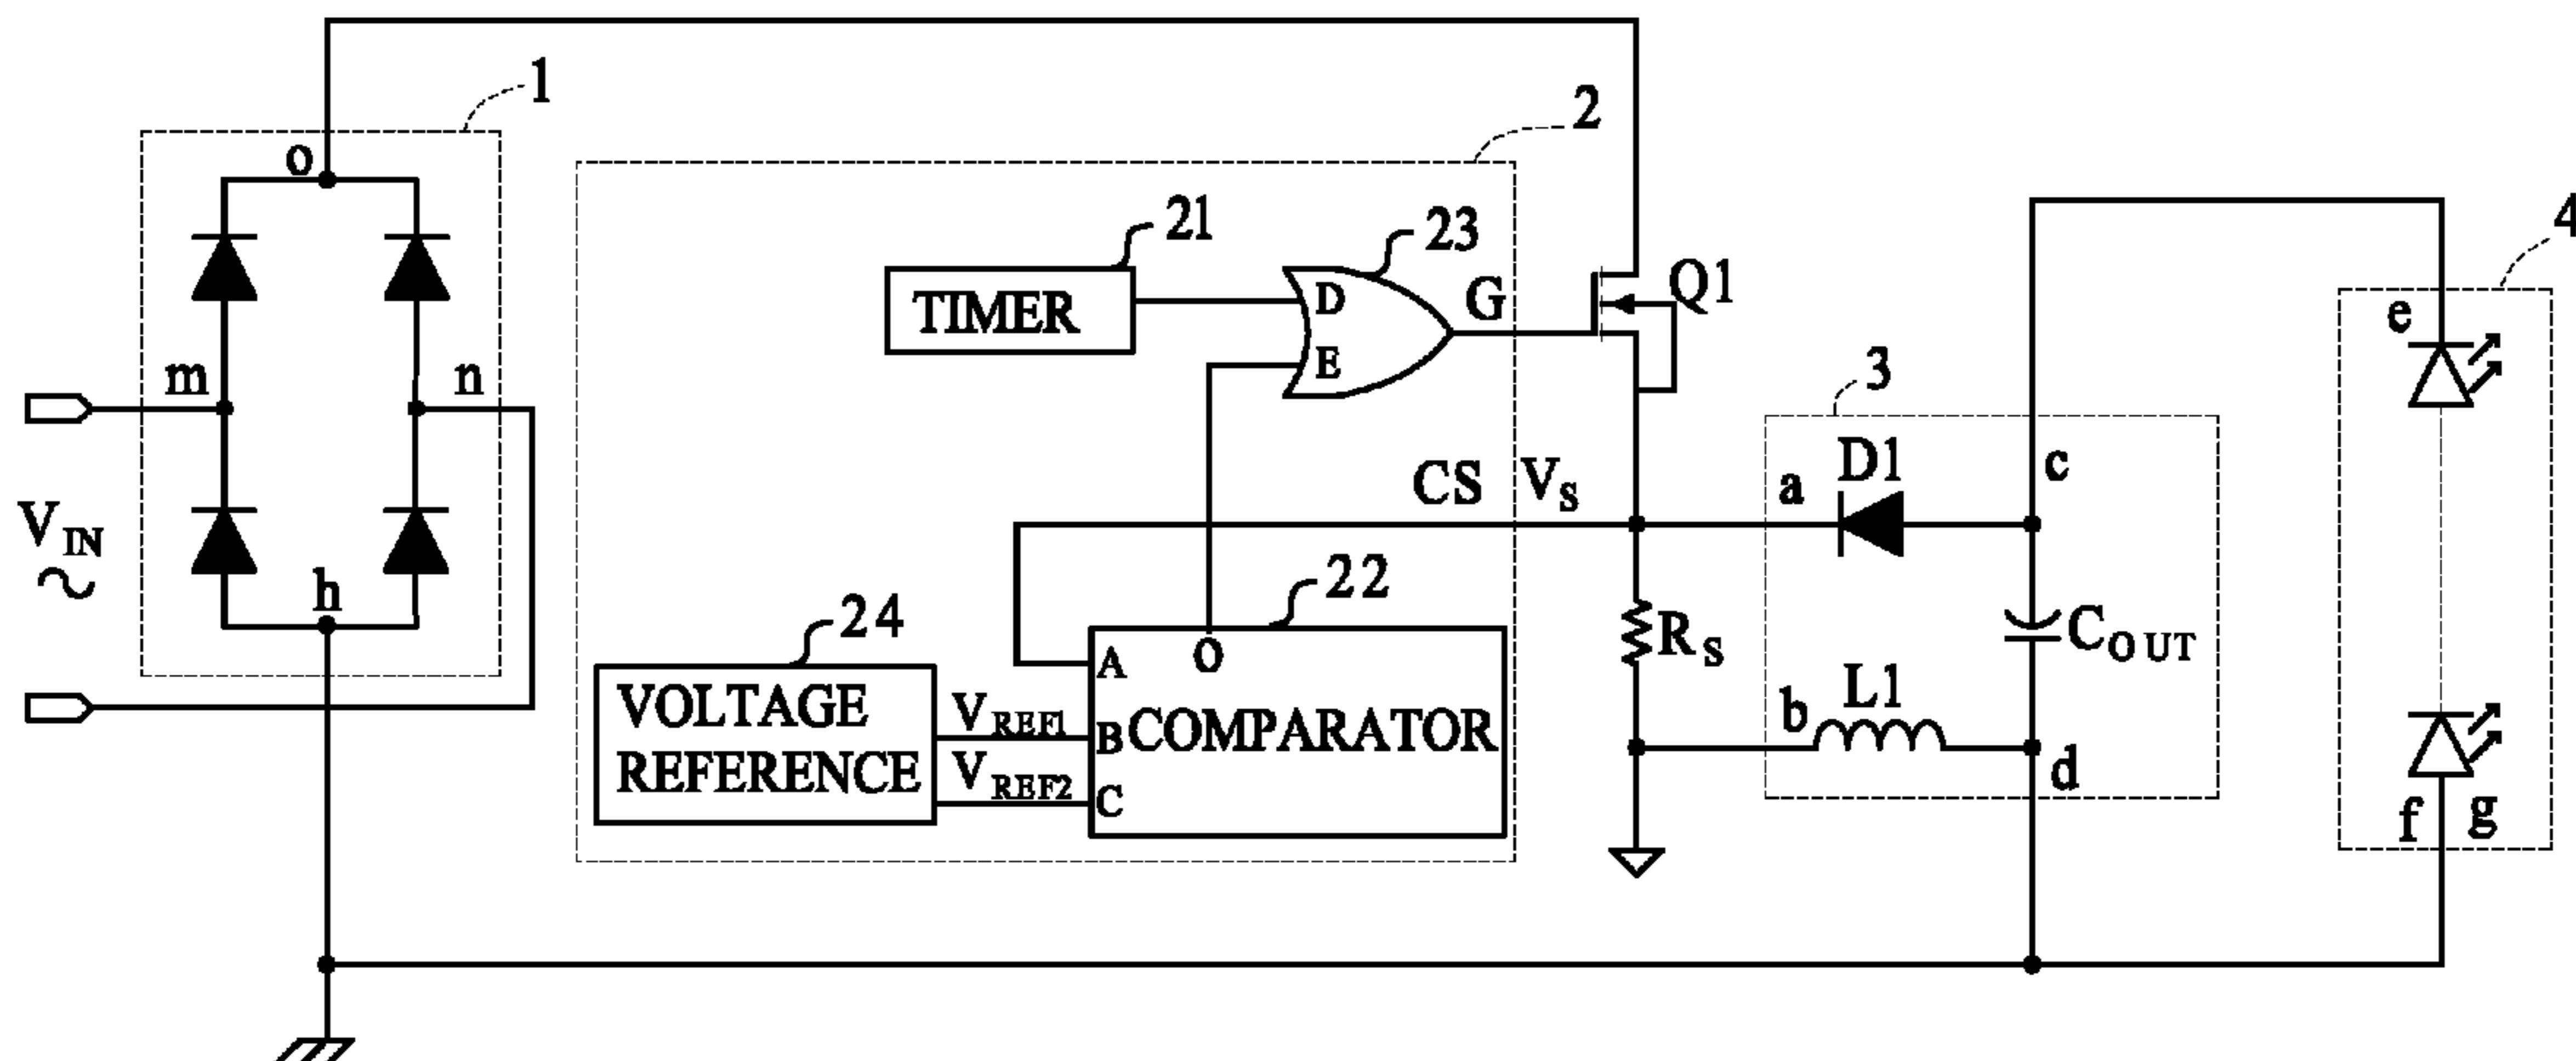 1
2
o
21
23
4
TIMER
D
G
Q1
e
E
3
m
n
D1
c
CS
V_S
a
V_IN
h
22
24
R_S
C_OUT
A
O
VOLTAGE
REFERENCE
V_REF1
B
COMPARATOR
b
L1
V_REF2
C
d
f
g